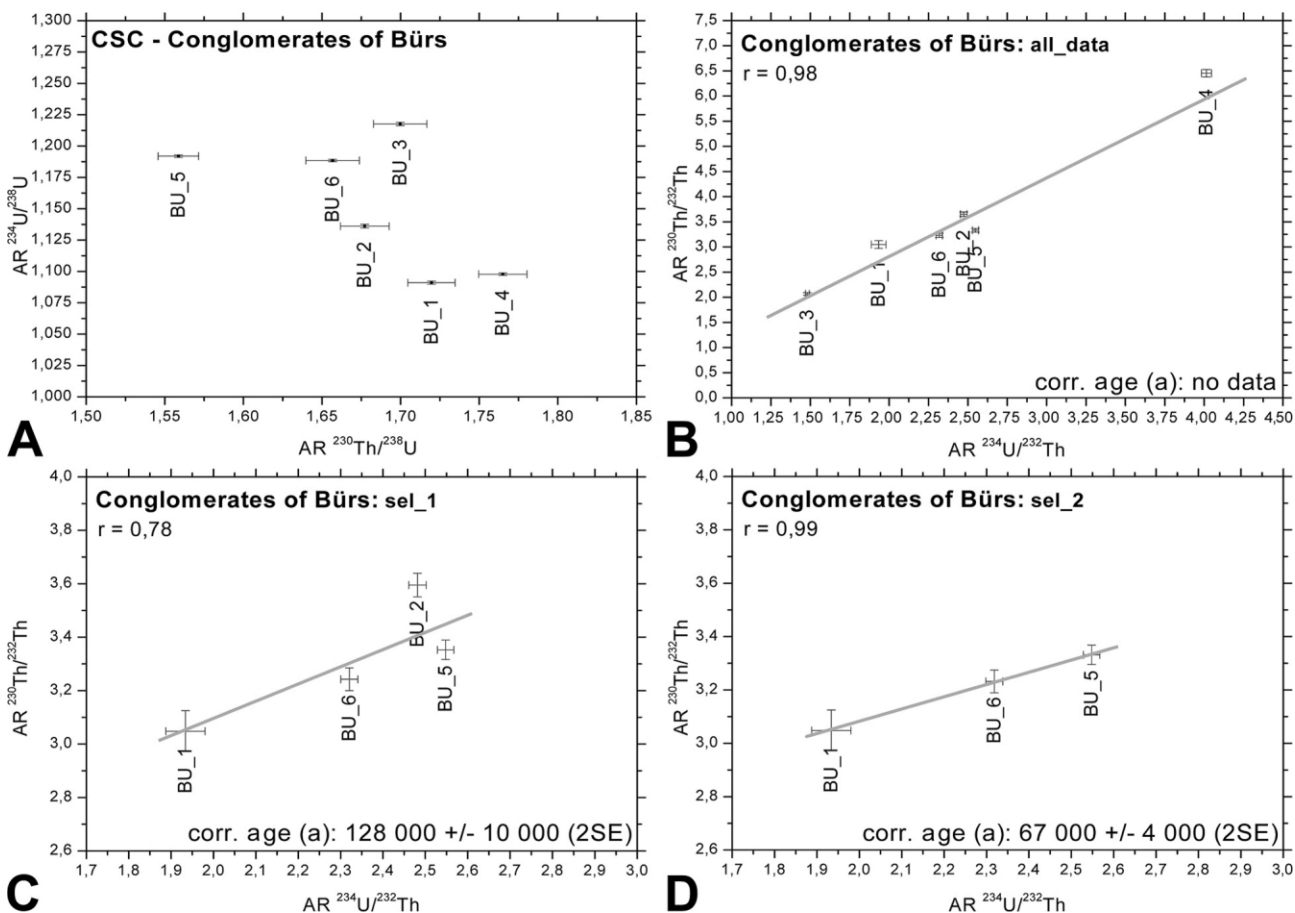 CSC - Conglomerates of Bürs
1,300
1,275
1,250
1,225
1,200
1,175
1,150
1,125
1,100
1,075
1,050
1,025
1,000
AR ²³⁴U/²³⁸U
BU_5
BU_6
BU_3
BU_2
BU_1
BU_4
1,50 1,55 1,60 1,65 1,70 1,75 1,80 1,85
AR ²³⁰Th/²³⁸U
A
Conglomerates of Bürs: all_data
r = 0,98
7,5
7,0
6,5
6,0
5,5
5,0
4,5
4,0
3,5
3,0
2,5
2,0
1,5
1,0
0,5
0,0
AR ²³⁰Th/²³²Th
BU_3
BU_1
BU_6
BU_2
BU_5
BU_4
corr. age (a): no data
1,00 1,25 1,50 1,75 2,00 2,25 2,50 2,75 3,00 3,25 3,50 3,75 4,00 4,25 4,50
AR ²³⁴U/²³²Th
B
Conglomerates of Bürs: sel_1
r = 0,78
4,0
3,8
3,6
3,4
3,2
3,0
2,8
2,6
AR ²³⁰Th/²³²Th
BU_1
BU_6
BU_2
BU_5
corr. age (a): 128 000 +/- 10 000 (2SE)
1,7 1,8 1,9 2,0 2,1 2,2 2,3 2,4 2,5 2,6 2,7 2,8 2,9 3,0
AR ²³⁴U/²³²Th
C
Conglomerates of Bürs: sel_2
r = 0,99
4,0
3,8
3,6
3,4
3,2
3,0
2,8
2,6
AR ²³⁰Th/²³²Th
BU_1
BU_6
BU_5
corr. age (a): 67 000 +/- 4 000 (2SE)
1,7 1,8 1,9 2,0 2,1 2,2 2,3 2,4 2,5 2,6 2,7 2,8 2,9 3,0
AR ²³⁴U/²³²Th
D